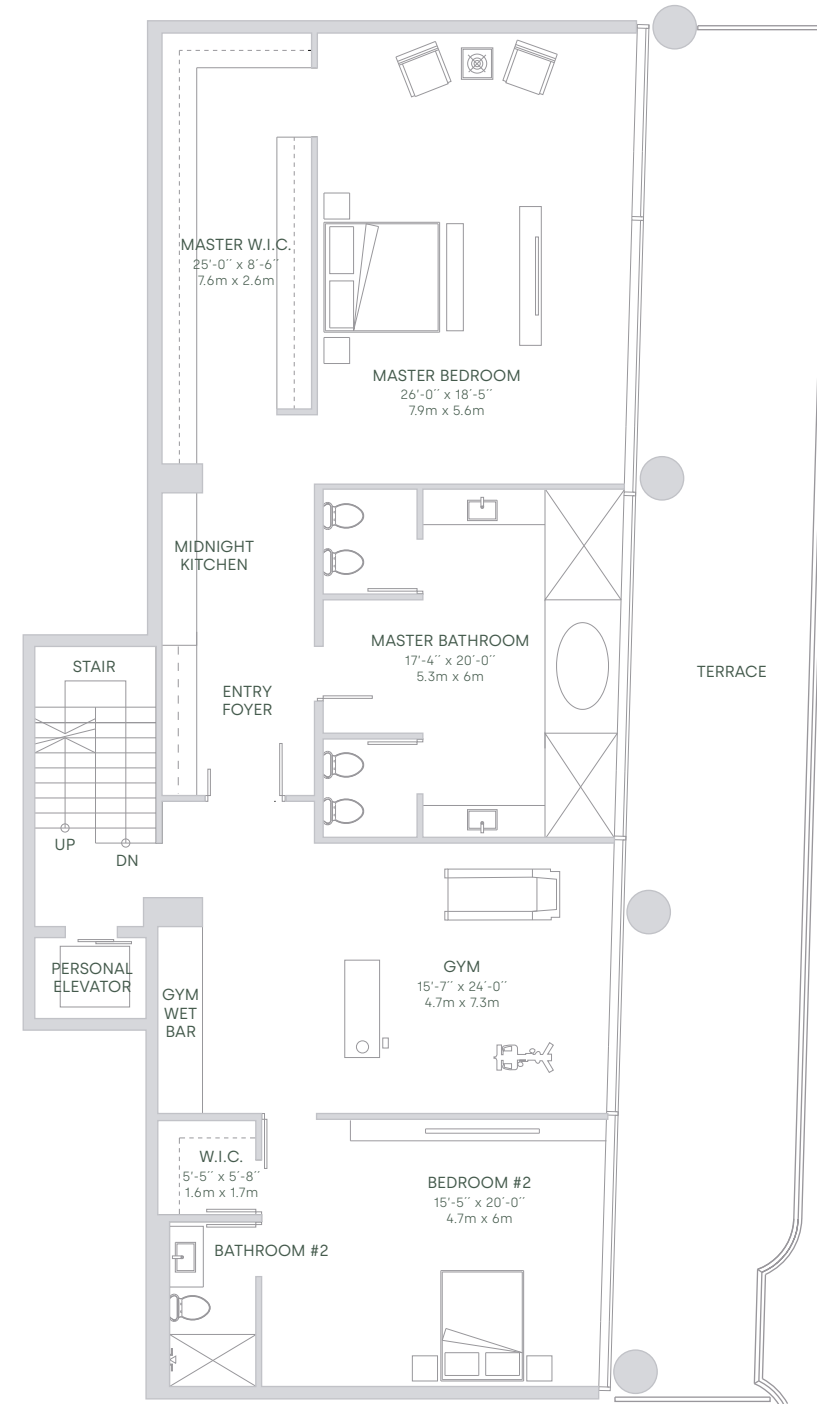 MASTER W.I.C.
25'-0˝ x 8'-6˝
7.6m x 2.6m
MASTER BEDROOM
26'-0˝ x 18'-5˝
7.9m x 5.6m
MIDNIGHT
KITCHEN
MASTER BATHROOM
17'-4˝ x 20'-0˝
5.3m x 6m
STAIR
ENTRY
FOYER
TERRACE
UP
DN
PERSONAL
ELEVATOR
GYM
WET
BAR
GYM
15'-7˝ x 24'-0˝
4.7m x 7.3m
W.I.C.
5'-5˝ x 5'-8˝
1.6m x 1.7m
BEDROOM #2
15'-5˝ x 20'-0˝
4.7m x 6m
BATHROOM #2